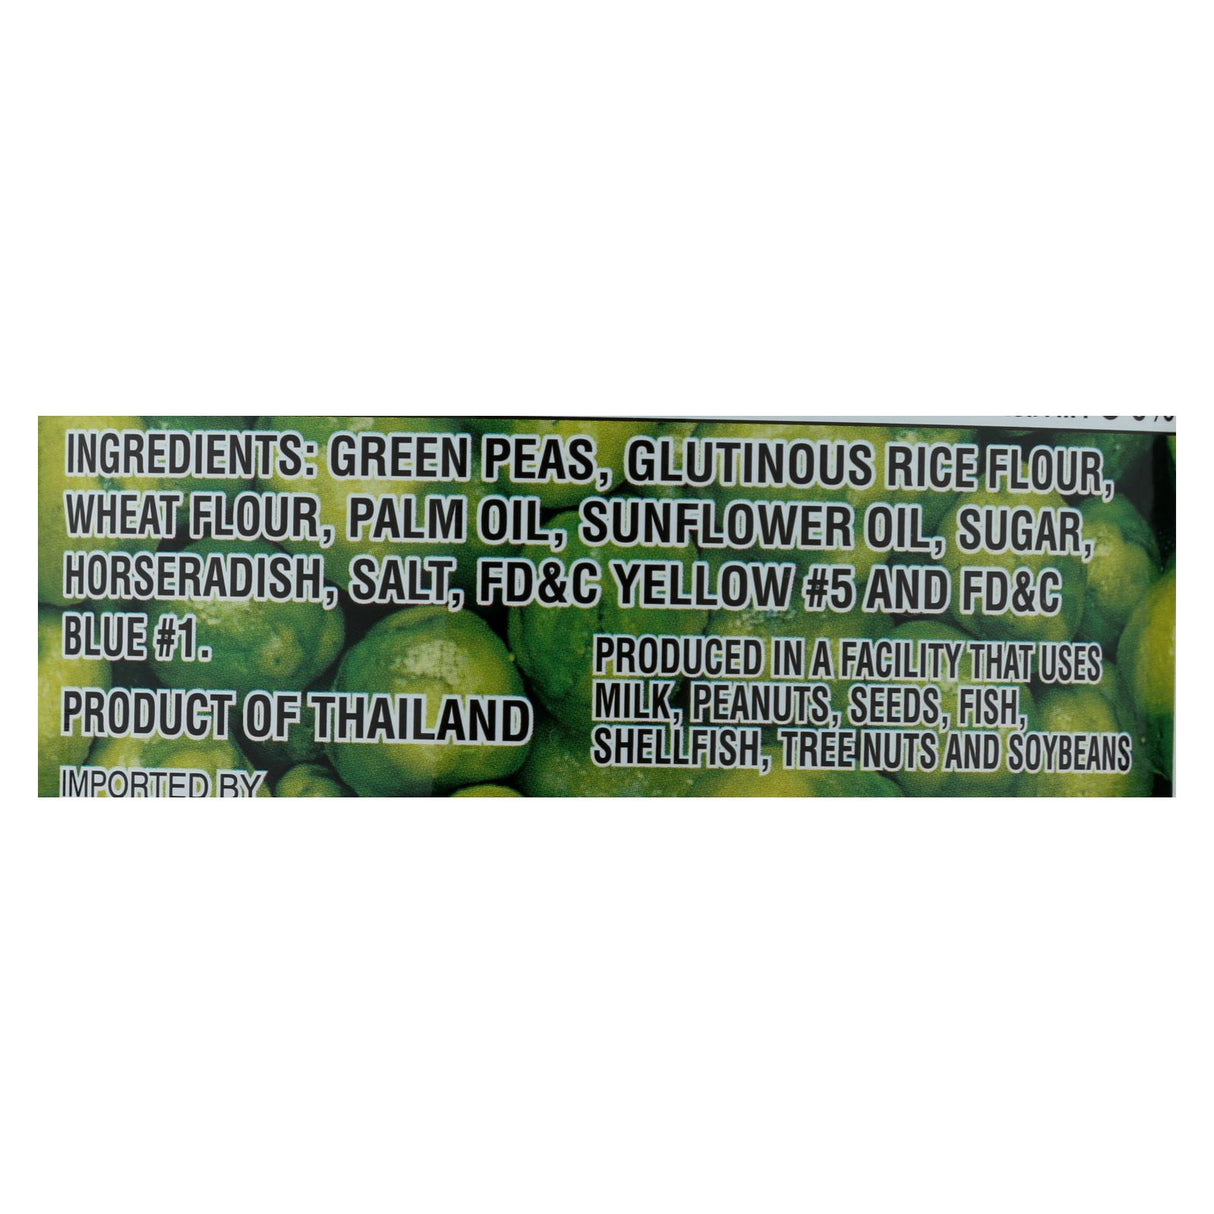 INGREDIENTS: GREEN PEAS, GLUTINOUS RICE FLOUR,
WHEAT FLOUR, PALM OIL, SUNFLOWER OIL, SUGAR,
HORSERADISH, SALT, FD&C YELLOW #5 AND FD&C
BLUE #1.
PRODUCT OF THAILAND
IMPORTED BY
PRODUCED IN A FACILITY THAT USES
MILK, PEANUTS, SEEDS, FISH,
SHELLFISH, TREE NUTS AND SOYBEANS